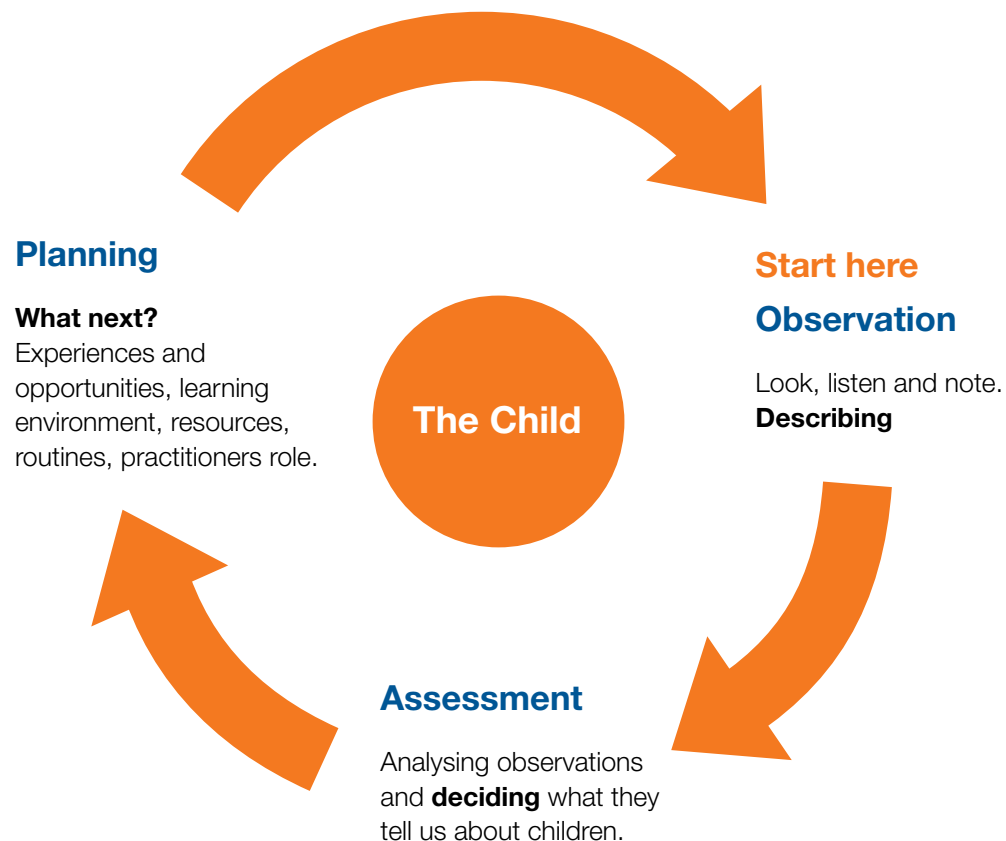 Start here
Observation
Look, listen and note.
Describing
Assessment
Analysing observations
and deciding what they
tell us about children.
Planning
What next?
Experiences and
opportunities, learning
environment, resources,
routines, practitioners role.
The Child